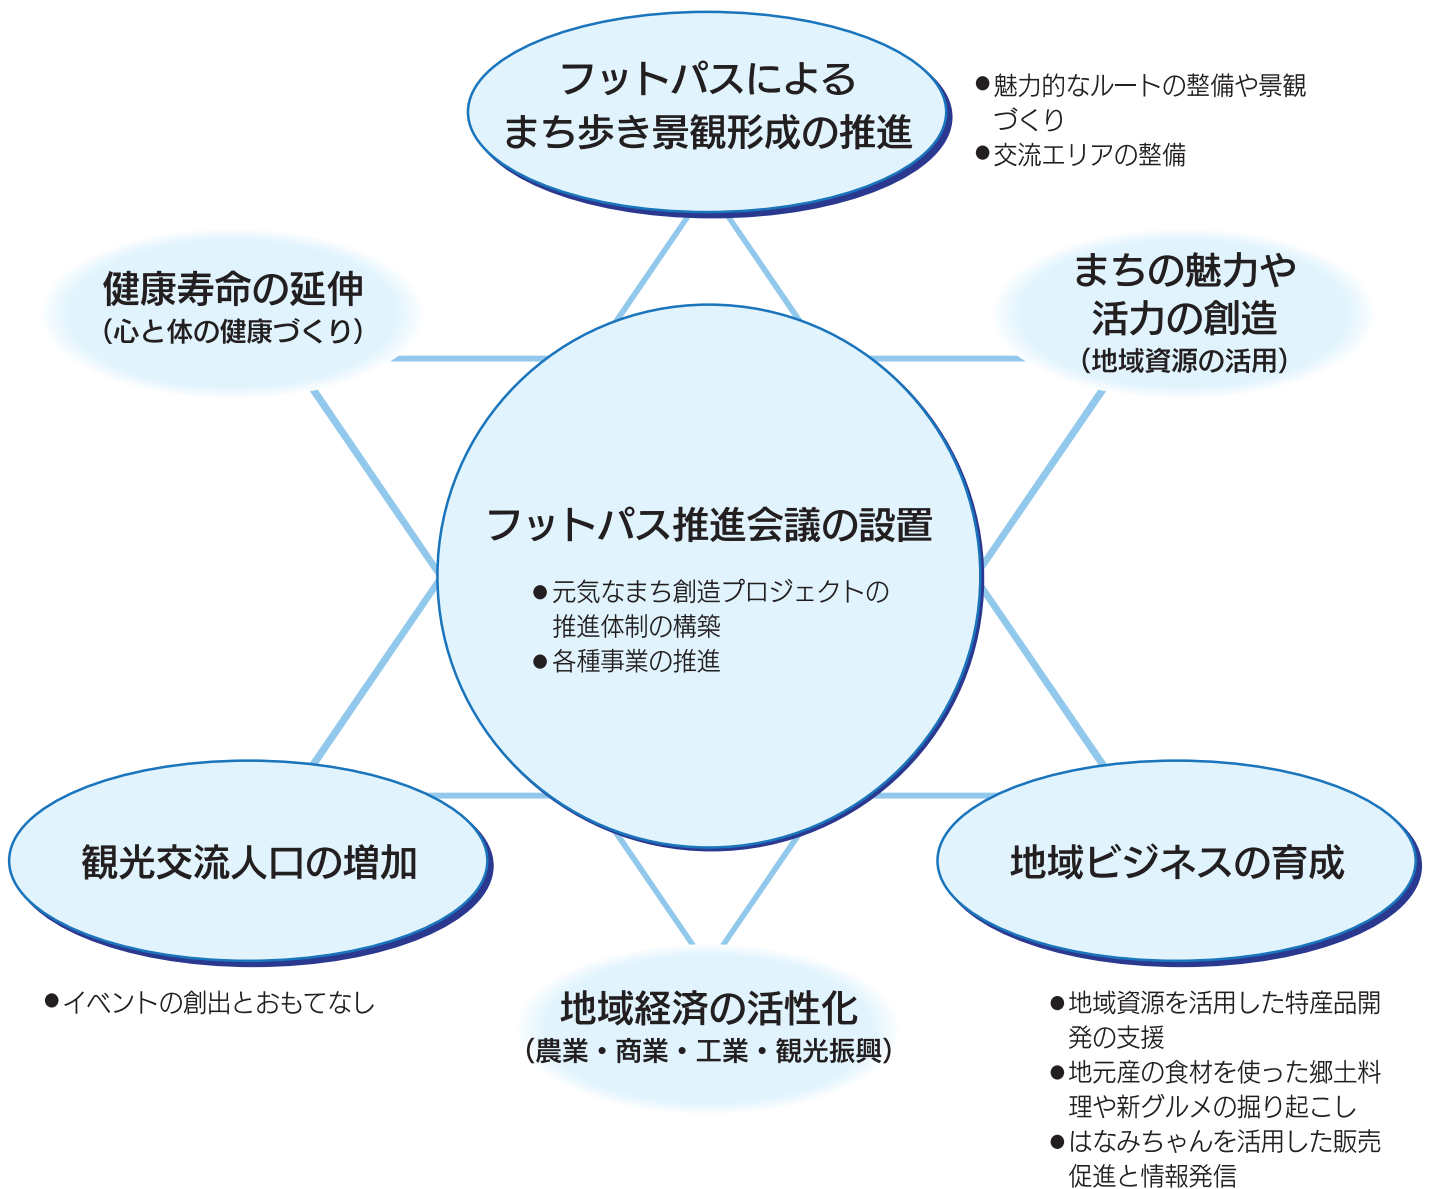 フットパスによる
まち歩き景観形成の推進
●魅力的なルートの整備や景観
づくり
●交流エリアの整備
健康寿命の延伸
（心と体の健康づくり）
まちの魅力や
活力の創造
（地域資源の活用）
フットパス推進会議の設置
●元気なまち創造プロジェクトの
推進体制の構築
●各種事業の推進
観光交流人口の増加
●イベントの創出とおもてなし
地域ビジネスの育成
●地域資源を活用した特産品開
発の支援
●地元産の食材を使った郷土料
理や新グルメの掘り起こし
●はなみちゃんを活用した販売
促進と情報発信
地域経済の活性化
（農業・商業・工業・観光振興）